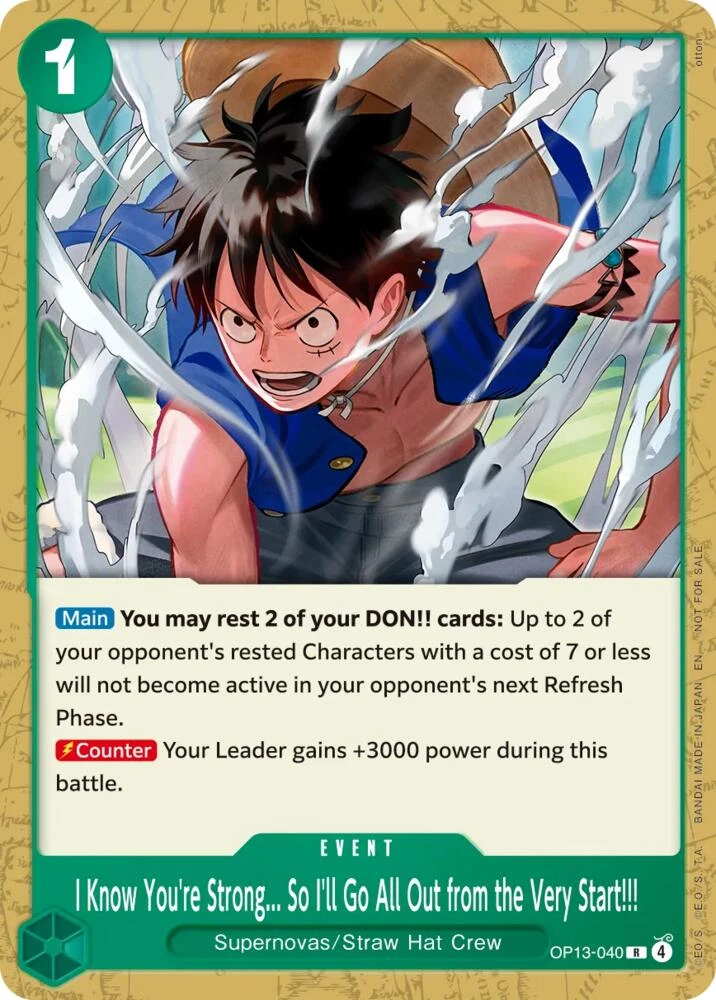 1
otton
Main You may rest 2 of your DON!! cards: Up to 2 of
your opponent's rested Characters with a cost of 7 or less
will not become active in your opponent's next Refresh
Phase.
Counter Your Leader gains +3000 power during this
battle.
EVENT
I Know You're Strong... So I'll Go All Out from the Very Start!!!
Supernovas/Straw Hat Crew
OP13-040 R 4
©E.O./S. ©E.O./S.,T.A. BANDAI MADE IN JAPAN EN NOT FOR SALE